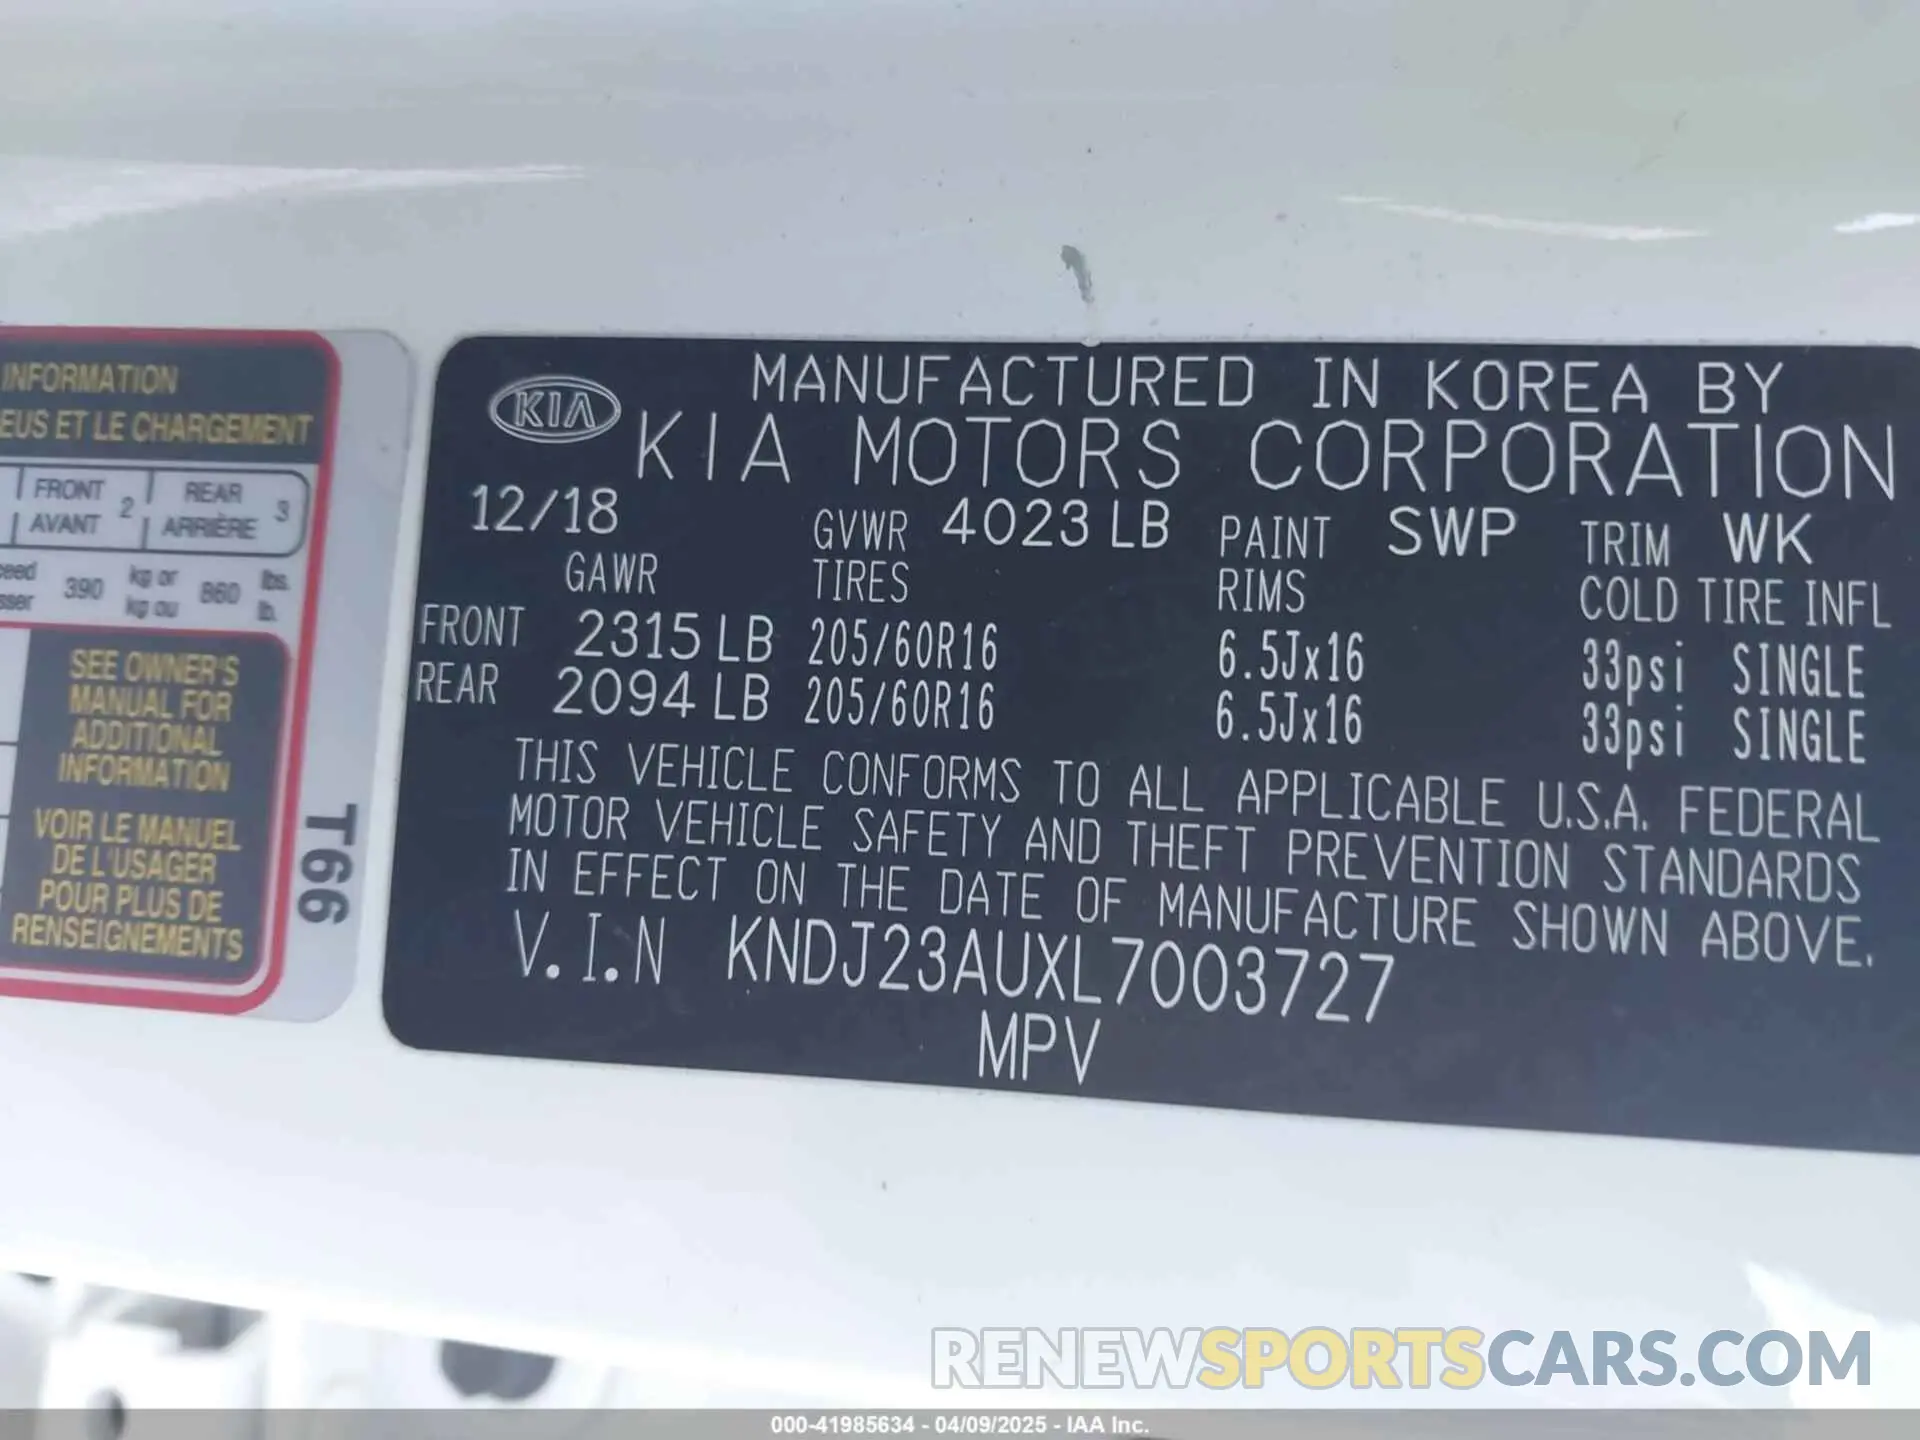 INFORMATION
EUS ET LE CHARGEMENT
FRONT 2 REAR 3
AVANT ARRIÈRE
390 kg or 860 lbs.
kg ou lb.
SEE OWNER'S
MANUAL FOR
ADDITIONAL
INFORMATION
VOIR LE MANUEL
DE L'USAGER
POUR PLUS DE
RENSEIGNEMENTS
T66
KIA MANUFACTURED IN KOREA BY
KIA MOTORS CORPORATION
12/18 GVWR 4023 LB PAINT SWP TRIM WK
GAWR TIRES RIMS COLD TIRE INFL
FRONT 2315 LB 205/60R16 6.5Jx16 33psi SINGLE
REAR 2094 LB 205/60R16 6.5Jx16 33psi SINGLE
THIS VEHICLE CONFORMS TO ALL APPLICABLE U.S.A. FEDERAL
MOTOR VEHICLE SAFETY AND THEFT PREVENTION STANDARDS
IN EFFECT ON THE DATE OF MANUFACTURE SHOWN ABOVE.
V.I.N KNDJ23AUXL7003727
MPV
RENEWSPORTSCARS.COM
000-41985634 - 04/09/2025 - IAA Inc.